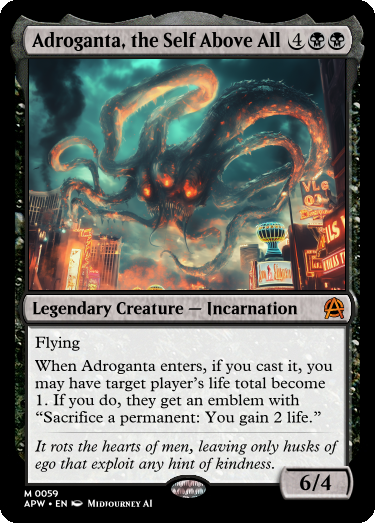 Adroganta, the Self Above All 4
Legendary Creature — Incarnation
Flying
When Adroganta enters, if you cast it, you
may have target player's life total become
1. If you do, they get an emblem with
“Sacrifice a permanent: You gain 2 life.”
It rots the hearts of men, leaving only husks of
ego that exploit any hint of kindness.
6/4
M 0059
APW • EN Midjourney AI